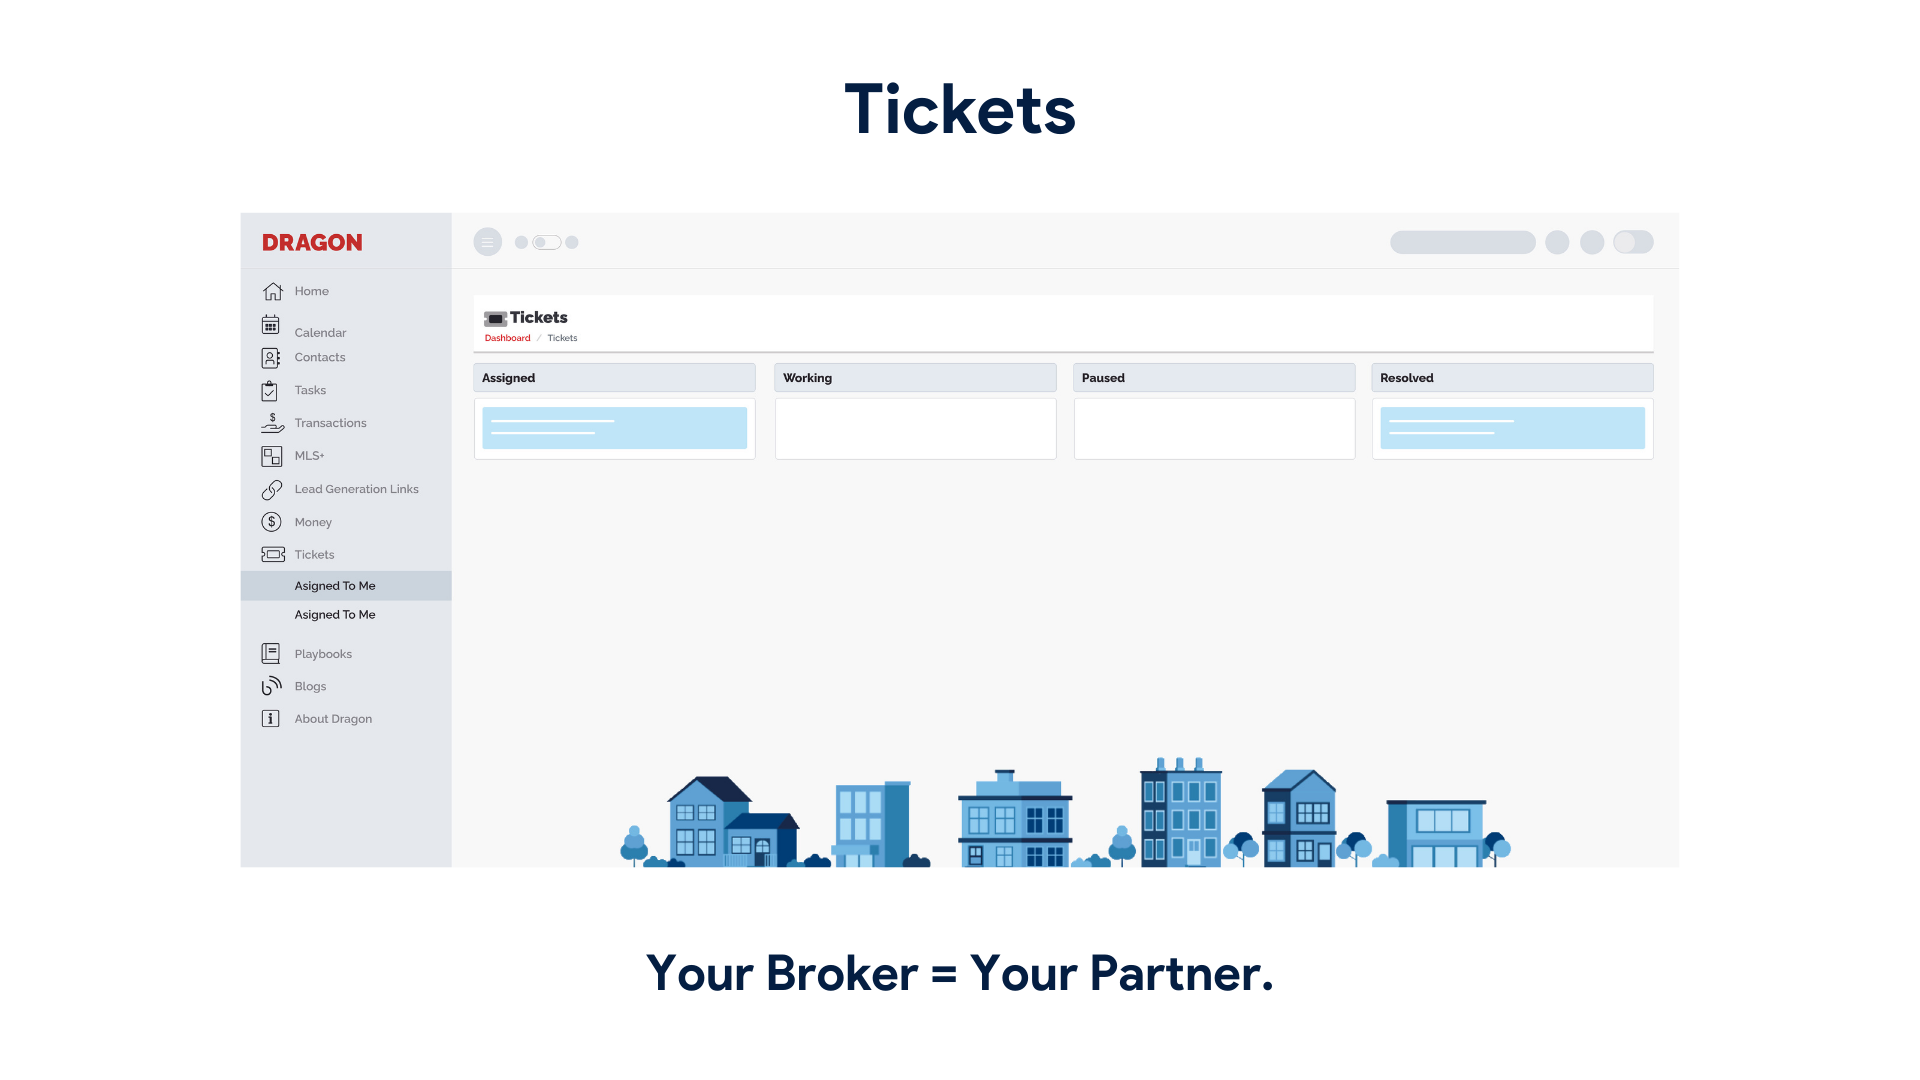 Tickets
DRAGON
Home
Calendar
Contacts
Tasks
Transactions
MLS+
Lead Generation Links
Money
Tickets
Asigned To Me
Asigned To Me
Playbooks
Blogs
About Dragon
Tickets
Dashboard / Tickets
Assigned
Working
Paused
Resolved
Your Broker = Your Partner.